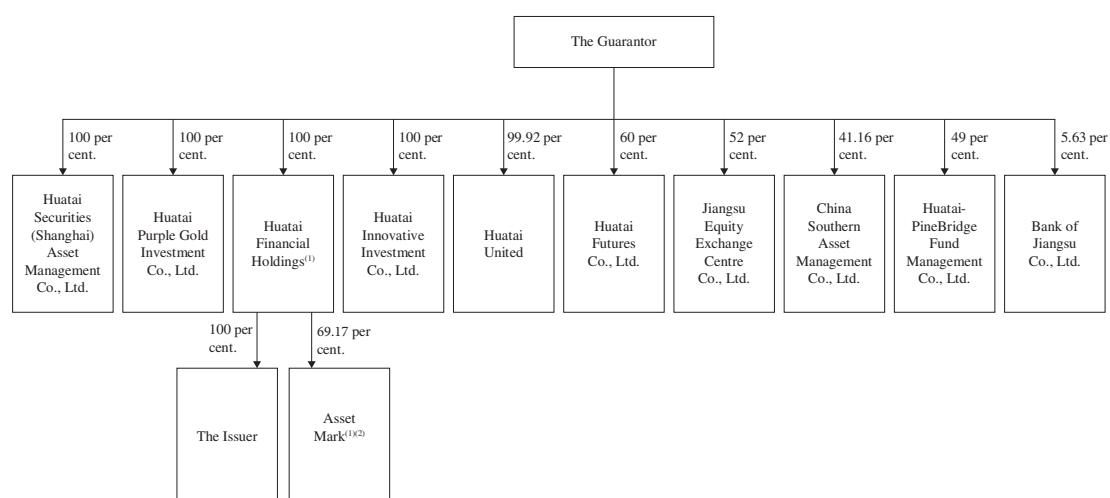 The Guarantor
100 per
cent.
100 per
cent.
100 per
cent.
100 per
cent.
99.92 per
cent.
60 per
cent.
52 per
cent.
41.16 per
cent.
49 per
cent.
5.63 per
cent.
Huatai
Securities
(Shanghai)
Asset
Management
Co., Ltd.
Huatai
Purple Gold
Investment
Co., Ltd.
Huatai
Financial
Holdings(1)
Huatai
Innovative
Investment
Co., Ltd.
Huatai
United
Huatai
Futures
Co., Ltd.
Jiangsu
Equity
Exchange
Centre
Co., Ltd.
China
Southern
Asset
Management
Co., Ltd.
Huatai-
PineBridge
Fund
Management
Co., Ltd.
Bank of
Jiangsu
Co., Ltd.
100 per
cent.
69.17 per
cent.
The Issuer
Asset
Mark(1)(2)